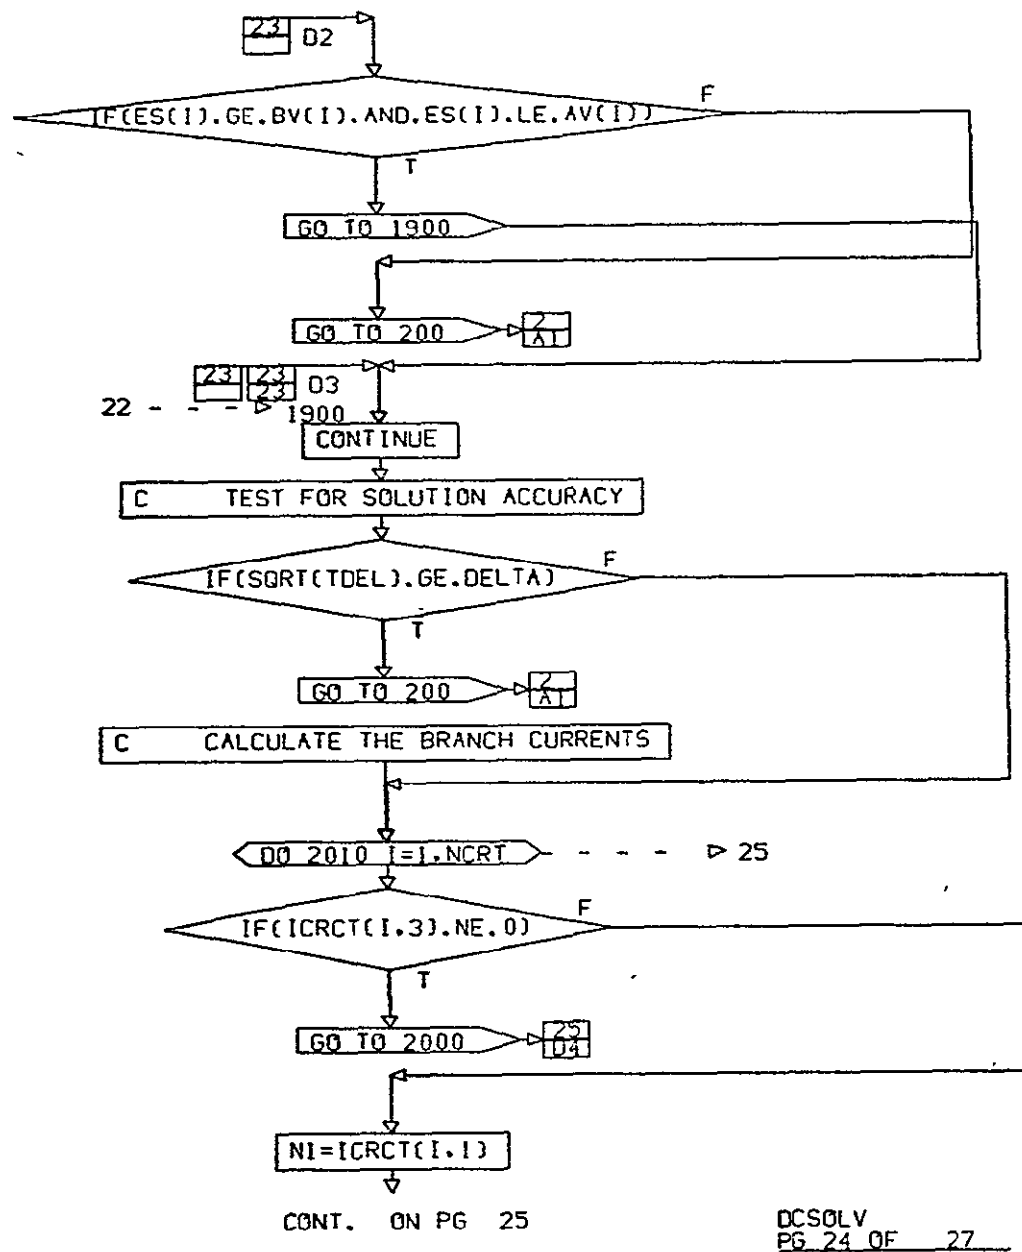 23
D2
IF(ES(I).GE.BV(I).AND.ES(I).LE.AV(I))
F
T
GO TO 1900
GO TO 200
2
A1
23
23
23
D3
22
1900
CONTINUE
C TEST FOR SOLUTION ACCURACY
IF(SQRT(TDEL).GE.DELTA)
F
T
GO TO 200
2
A1
C CALCULATE THE BRANCH CURRENTS
DO 2010 I=1.NCRT
25
IF(ICRCT(I.3).NE.0)
F
T
GO TO 2000
25
D4
N1=ICRCT(I.1)
CONT. ON PG 25
DCSOLV
PG 24 OF 27